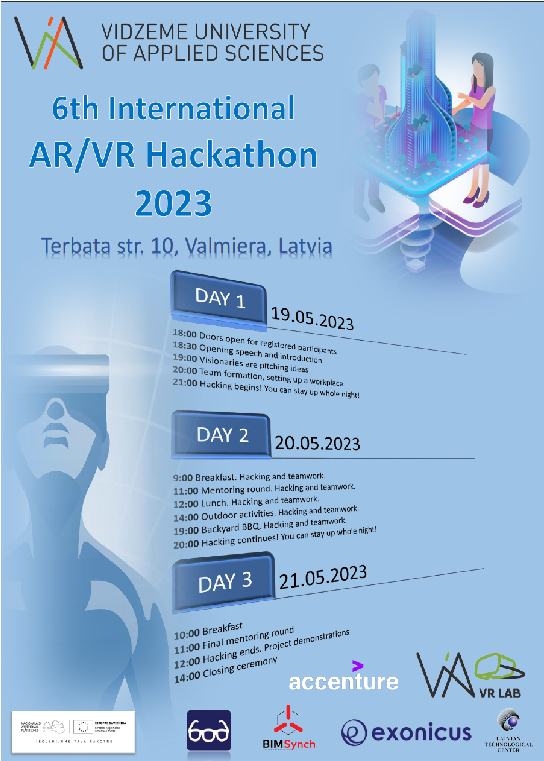 VIDZEME UNIVERSITY
OF APPLIED SCIENCES
6th International
AR/VR Hackathon
2023
Terbata str. 10, Valmiera, Latvia
DAY 1
19.05.2023
18:00 Doors open for registered participants
18:30 Opening speech and introduction
19:00 Visionaries are pitching ideas
20:00 Team formation, setting up a workplace
21:00 Hacking begins! You can stay up whole night!
DAY 2
20.05.2023
9:00 Breakfast. Hacking and teamwork.
11:00 Mentoring round. Hacking and teamwork.
12:00 Lunch. Hacking and teamwork.
14:00 Outdoor activities. Hacking and teamwork.
19:00 Backyard BBQ. Hacking and teamwork.
20:00 Hacking continues! You can stay up whole night!
DAY 3
21.05.2023
10:00 Breakfast
11:00 Final mentoring round
12:00 Hacking ends. Project demonstrations
14:00 Closing ceremony
accenture
VR LAB
BIMSynch
exonicus
LATVIAN
TECHNOLOGICAL
CENTER